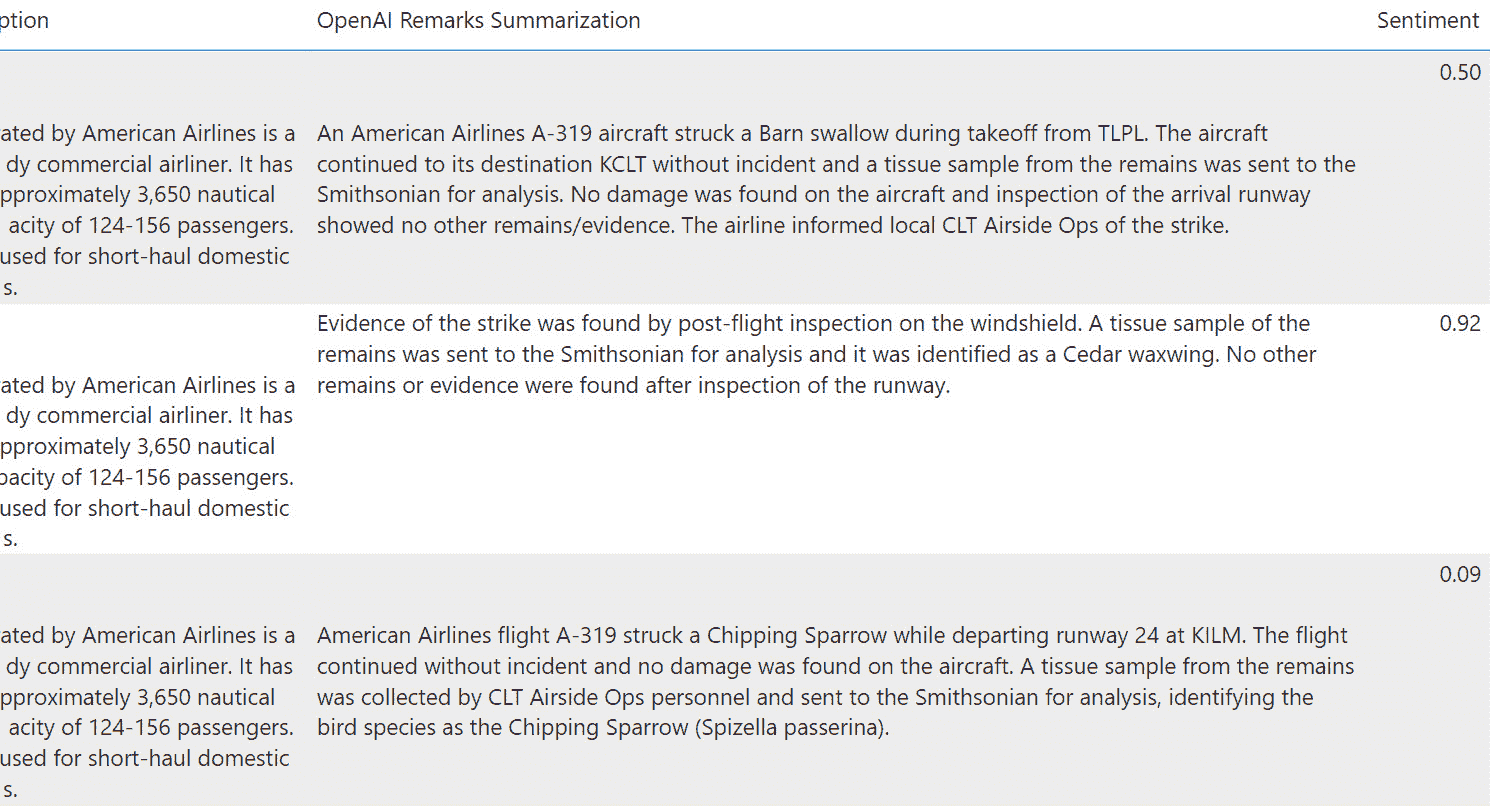 ption OpenAI Remarks Summarization Sentiment
0.50
ated by American Airlines is a
dy commercial airliner. It has
pproximately 3,650 nautical
acity of 124-156 passengers.
used for short-haul domestic
s.
An American Airlines A-319 aircraft struck a Barn swallow during takeoff from TLPL. The aircraft
continued to its destination KCLT without incident and a tissue sample from the remains was sent to the
Smithsonian for analysis. No damage was found on the aircraft and inspection of the arrival runway
showed no other remains/evidence. The airline informed local CLT Airside Ops of the strike.
ated by American Airlines is a
dy commercial airliner. It has
pproximately 3,650 nautical
pacity of 124-156 passengers.
used for short-haul domestic
s.
Evidence of the strike was found by post-flight inspection on the windshield. A tissue sample of the
remains was sent to the Smithsonian for analysis and it was identified as a Cedar waxwing. No other
remains or evidence were found after inspection of the runway.
0.92
0.09
ated by American Airlines is a
dy commercial airliner. It has
pproximately 3,650 nautical
acity of 124-156 passengers.
used for short-haul domestic
s.
American Airlines flight A-319 struck a Chipping Sparrow while departing runway 24 at KILM. The flight
continued without incident and no damage was found on the aircraft. A tissue sample from the remains
was collected by CLT Airside Ops personnel and sent to the Smithsonian for analysis, identifying the
bird species as the Chipping Sparrow (Spizella passerina).